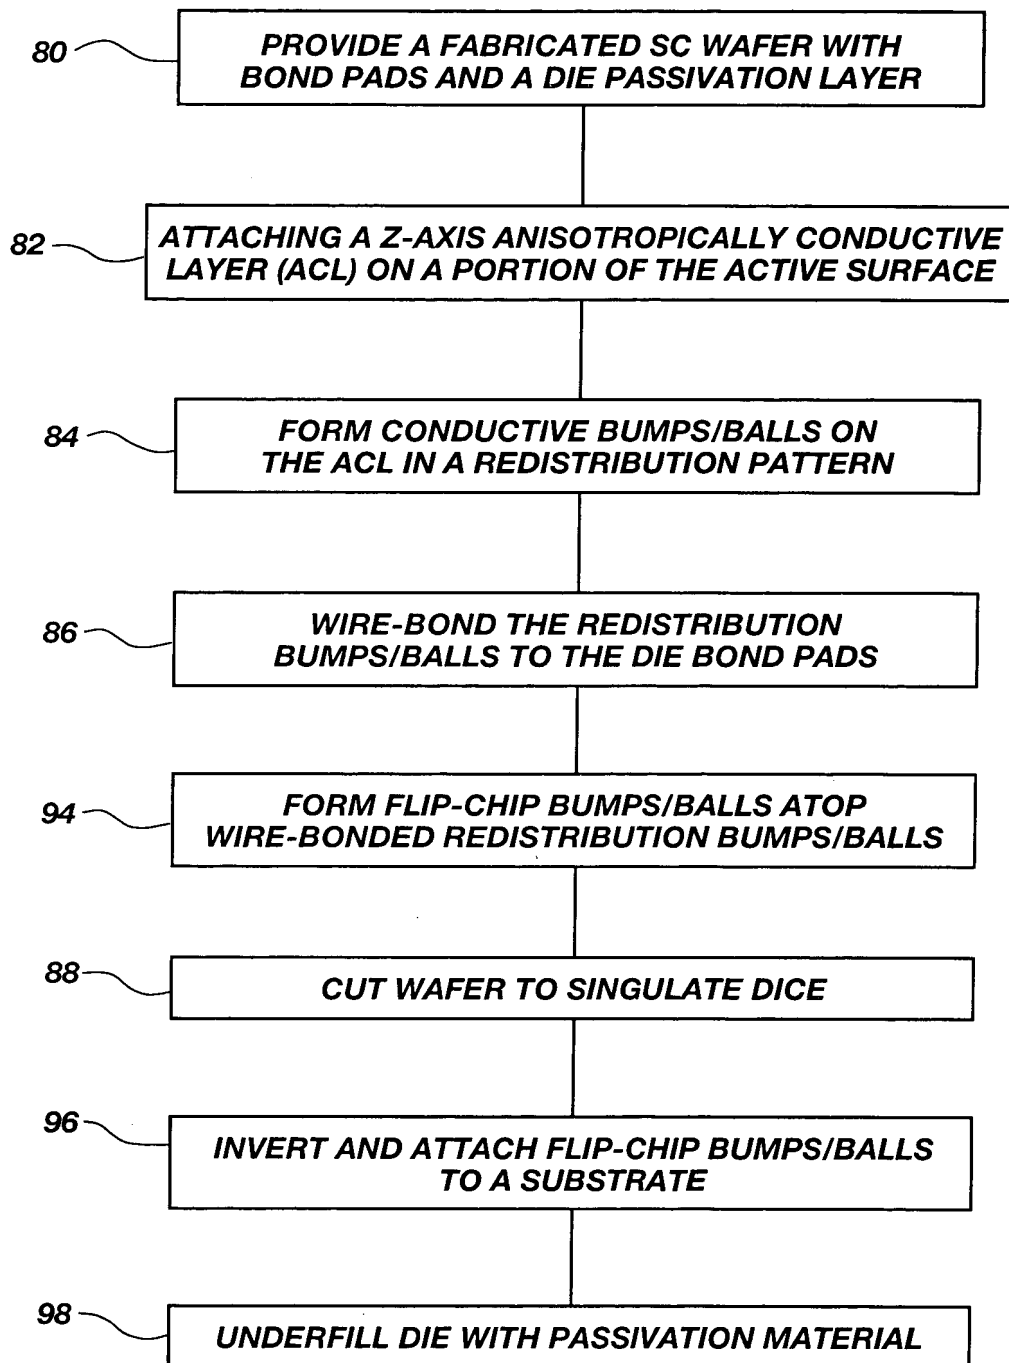 80
PROVIDE A FABRICATED SC WAFER WITH
BOND PADS AND A DIE PASSIVATION LAYER
82
ATTACHING A Z-AXIS ANISOTROPICALLY CONDUCTIVE
LAYER (ACL) ON A PORTION OF THE ACTIVE SURFACE
84
FORM CONDUCTIVE BUMPS/BALLS ON
THE ACL IN A REDISTRIBUTION PATTERN
86
WIRE-BOND THE REDISTRIBUTION
BUMPS/BALLS TO THE DIE BOND PADS
94
FORM FLIP-CHIP BUMPS/BALLS ATOP
WIRE-BONDED REDISTRIBUTION BUMPS/BALLS
88
CUT WAFER TO SINGULATE DICE
96
INVERT AND ATTACH FLIP-CHIP BUMPS/BALLS
TO A SUBSTRATE
98
UNDERFILL DIE WITH PASSIVATION MATERIAL